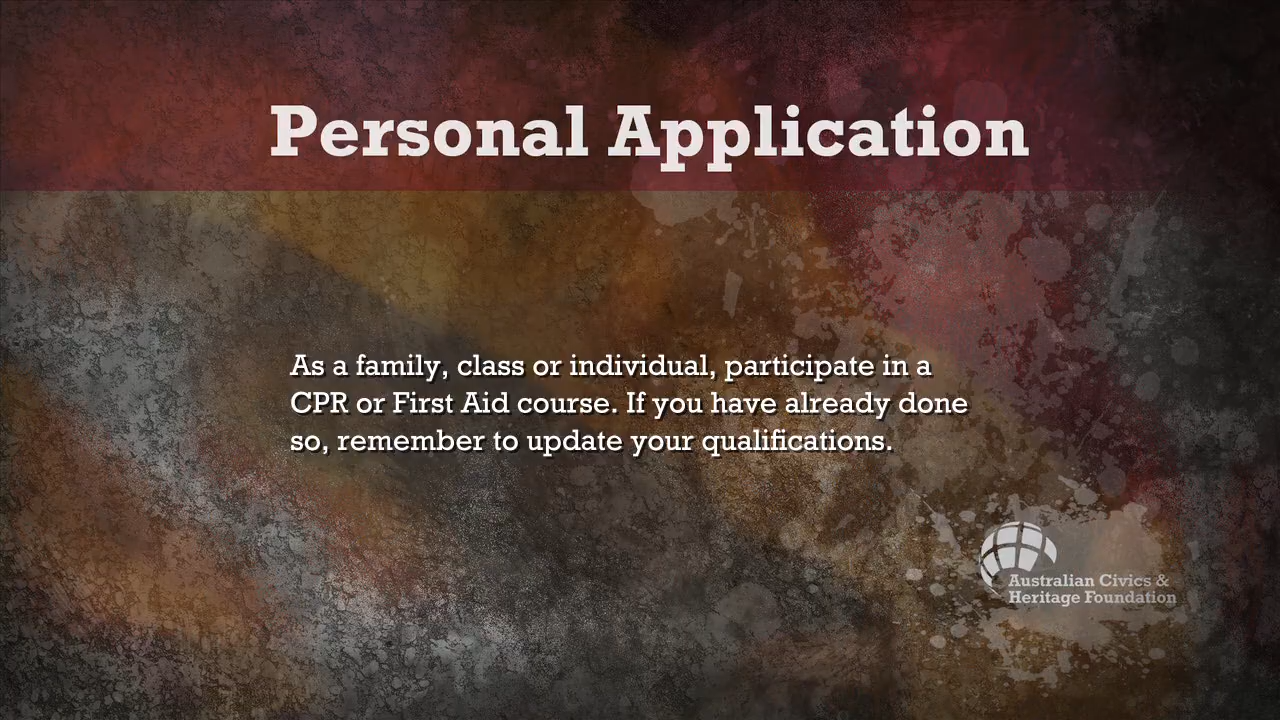 Personal Application
As a family, class or individual, participate in a
CPR or First Aid course. If you have already done
so, remember to update your qualifications.
Australian Civics &
Heritage Foundation